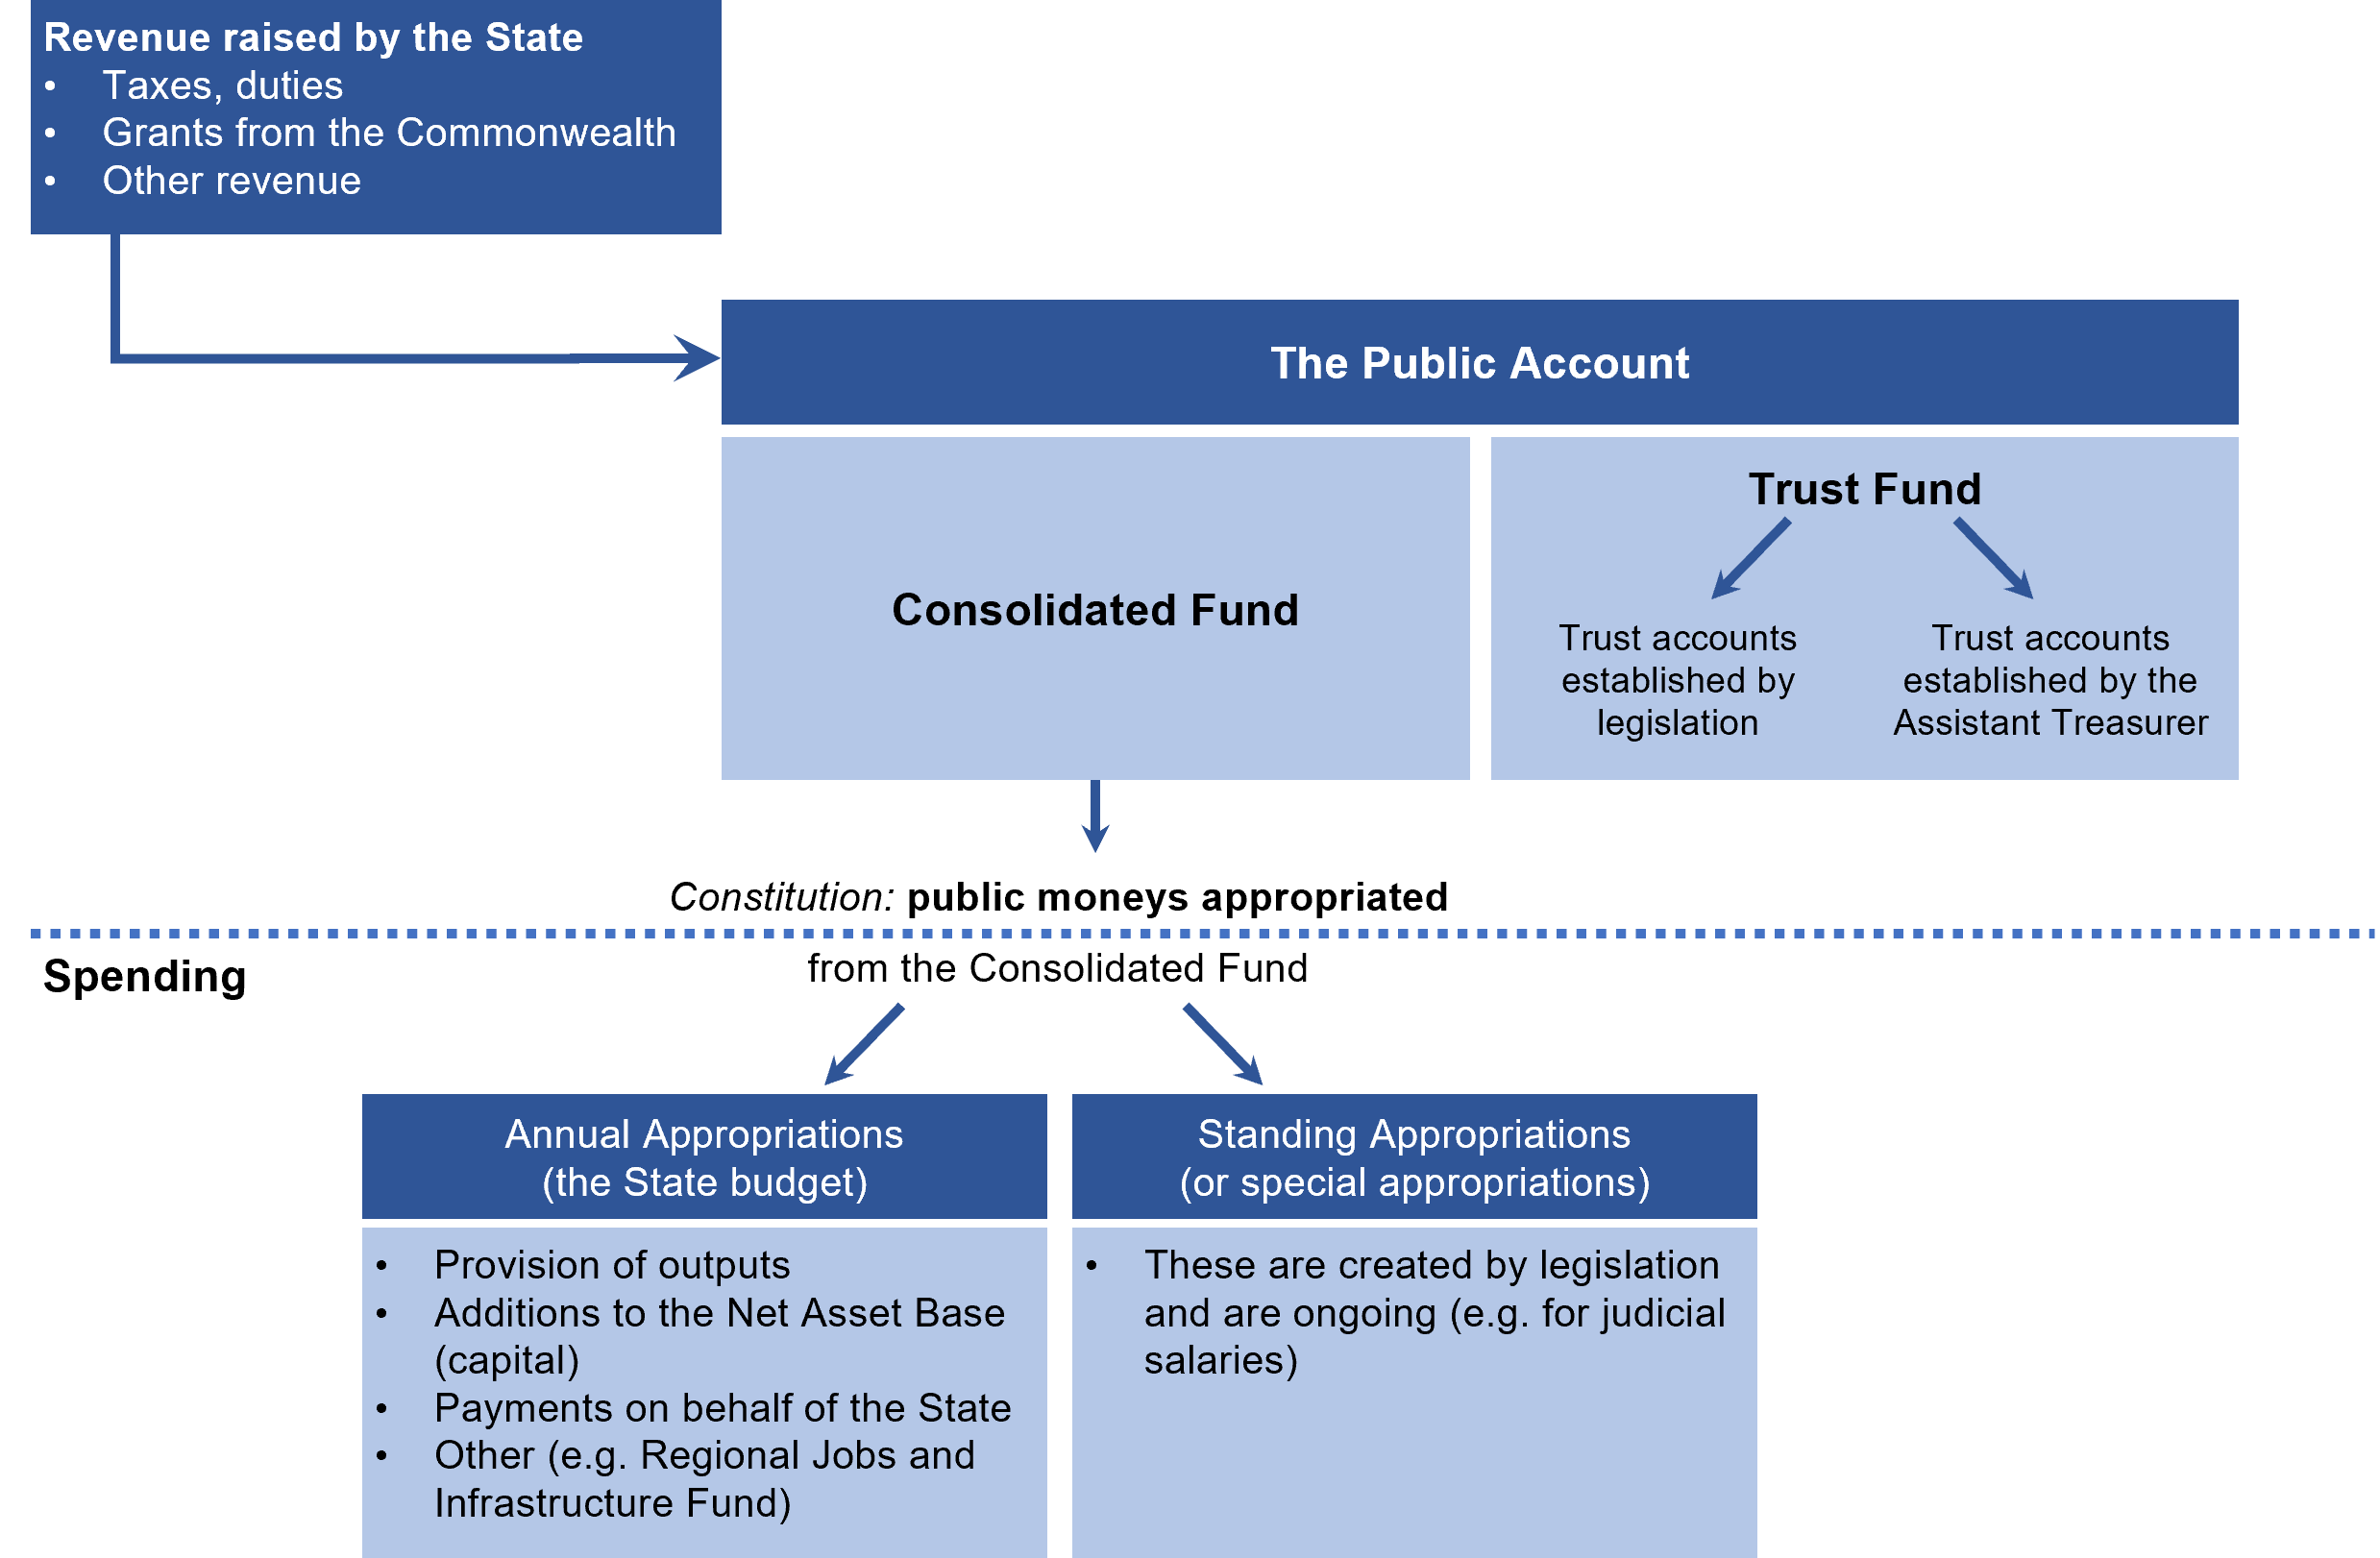 Revenue raised by the State
• Taxes, duties
• Grants from the Commonwealth
• Other revenue
The Public Account
Consolidated Fund
Trust Fund
Trust accounts
established by
legislation
Trust accounts
established by the
Assistant Treasurer
Constitution: public moneys appropriated
Spending
from the Consolidated Fund
Annual Appropriations
(the State budget)
• Provision of outputs
• Additions to the Net Asset Base
(capital)
• Payments on behalf of the State
• Other (e.g. Regional Jobs and
Infrastructure Fund)
Standing Appropriations
(or special appropriations)
• These are created by legislation
and are ongoing (e.g. for judicial
salaries)